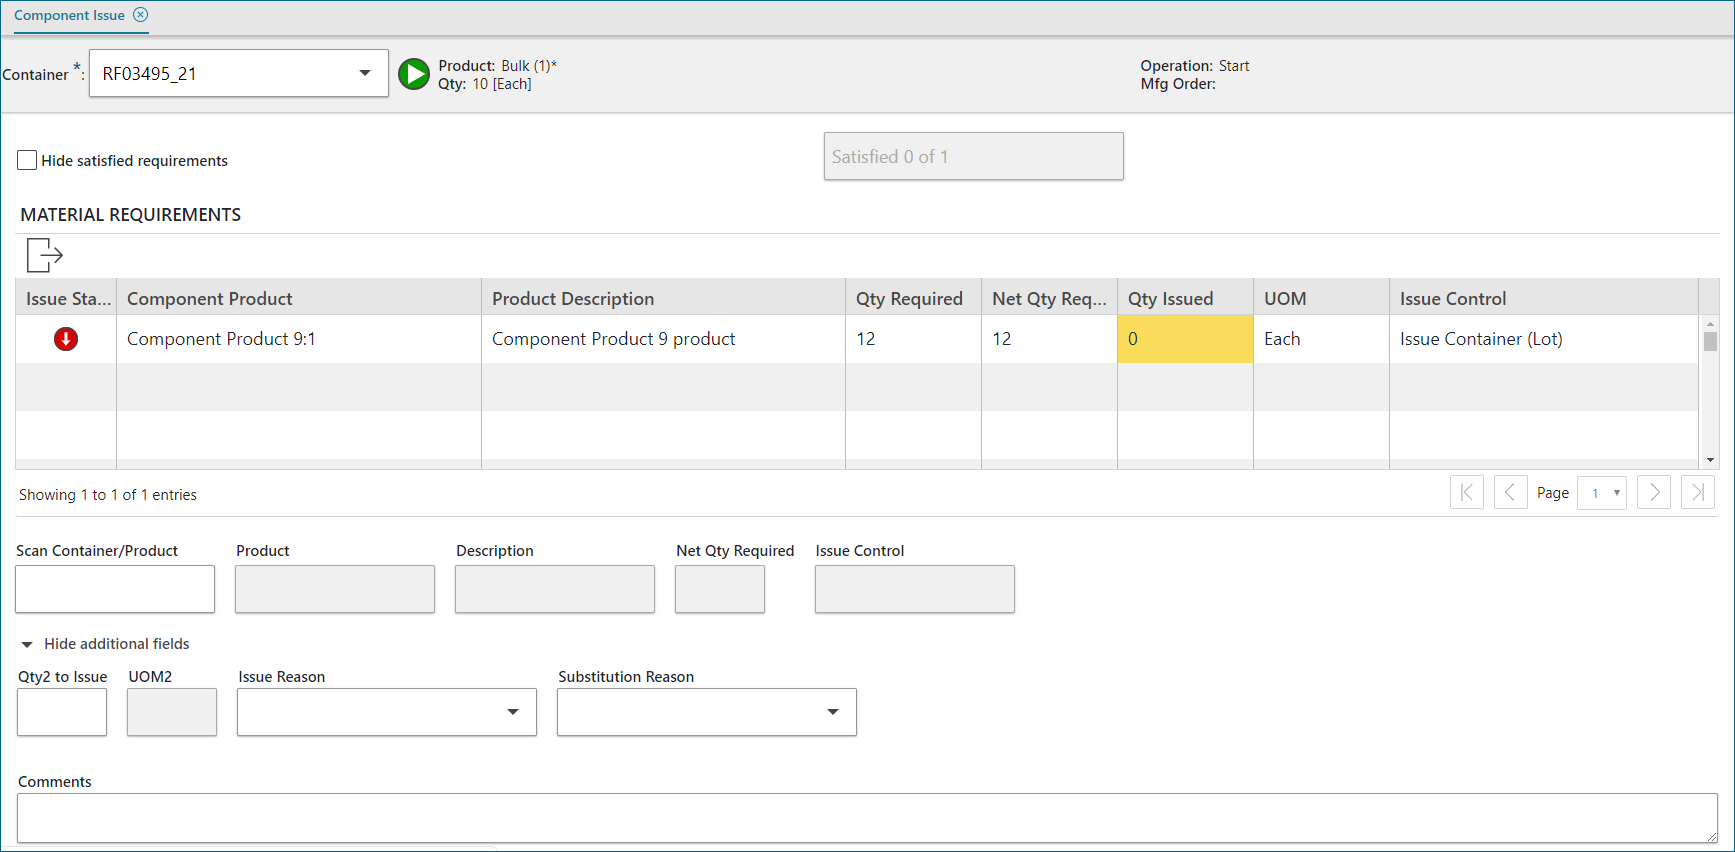 Component Issue
Container *: RF03495_21
Product: Bulk (1)*
Qty: 10 [Each]
Operation: Start
Mfg Order:
Hide satisfied requirements
Satisfied 0 of 1
MATERIAL REQUIREMENTS
Issue Sta... Component Product Product Description Qty Required Net Qty Req... Qty Issued UOM Issue Control
Component Product 9:1 Component Product 9 product 12 12 0 Each Issue Container (Lot)
Showing 1 to 1 of 1 entries Page 1
Scan Container/Product Product Description Net Qty Required Issue Control
Hide additional fields
Qty2 to Issue UOM2 Issue Reason Substitution Reason
Comments